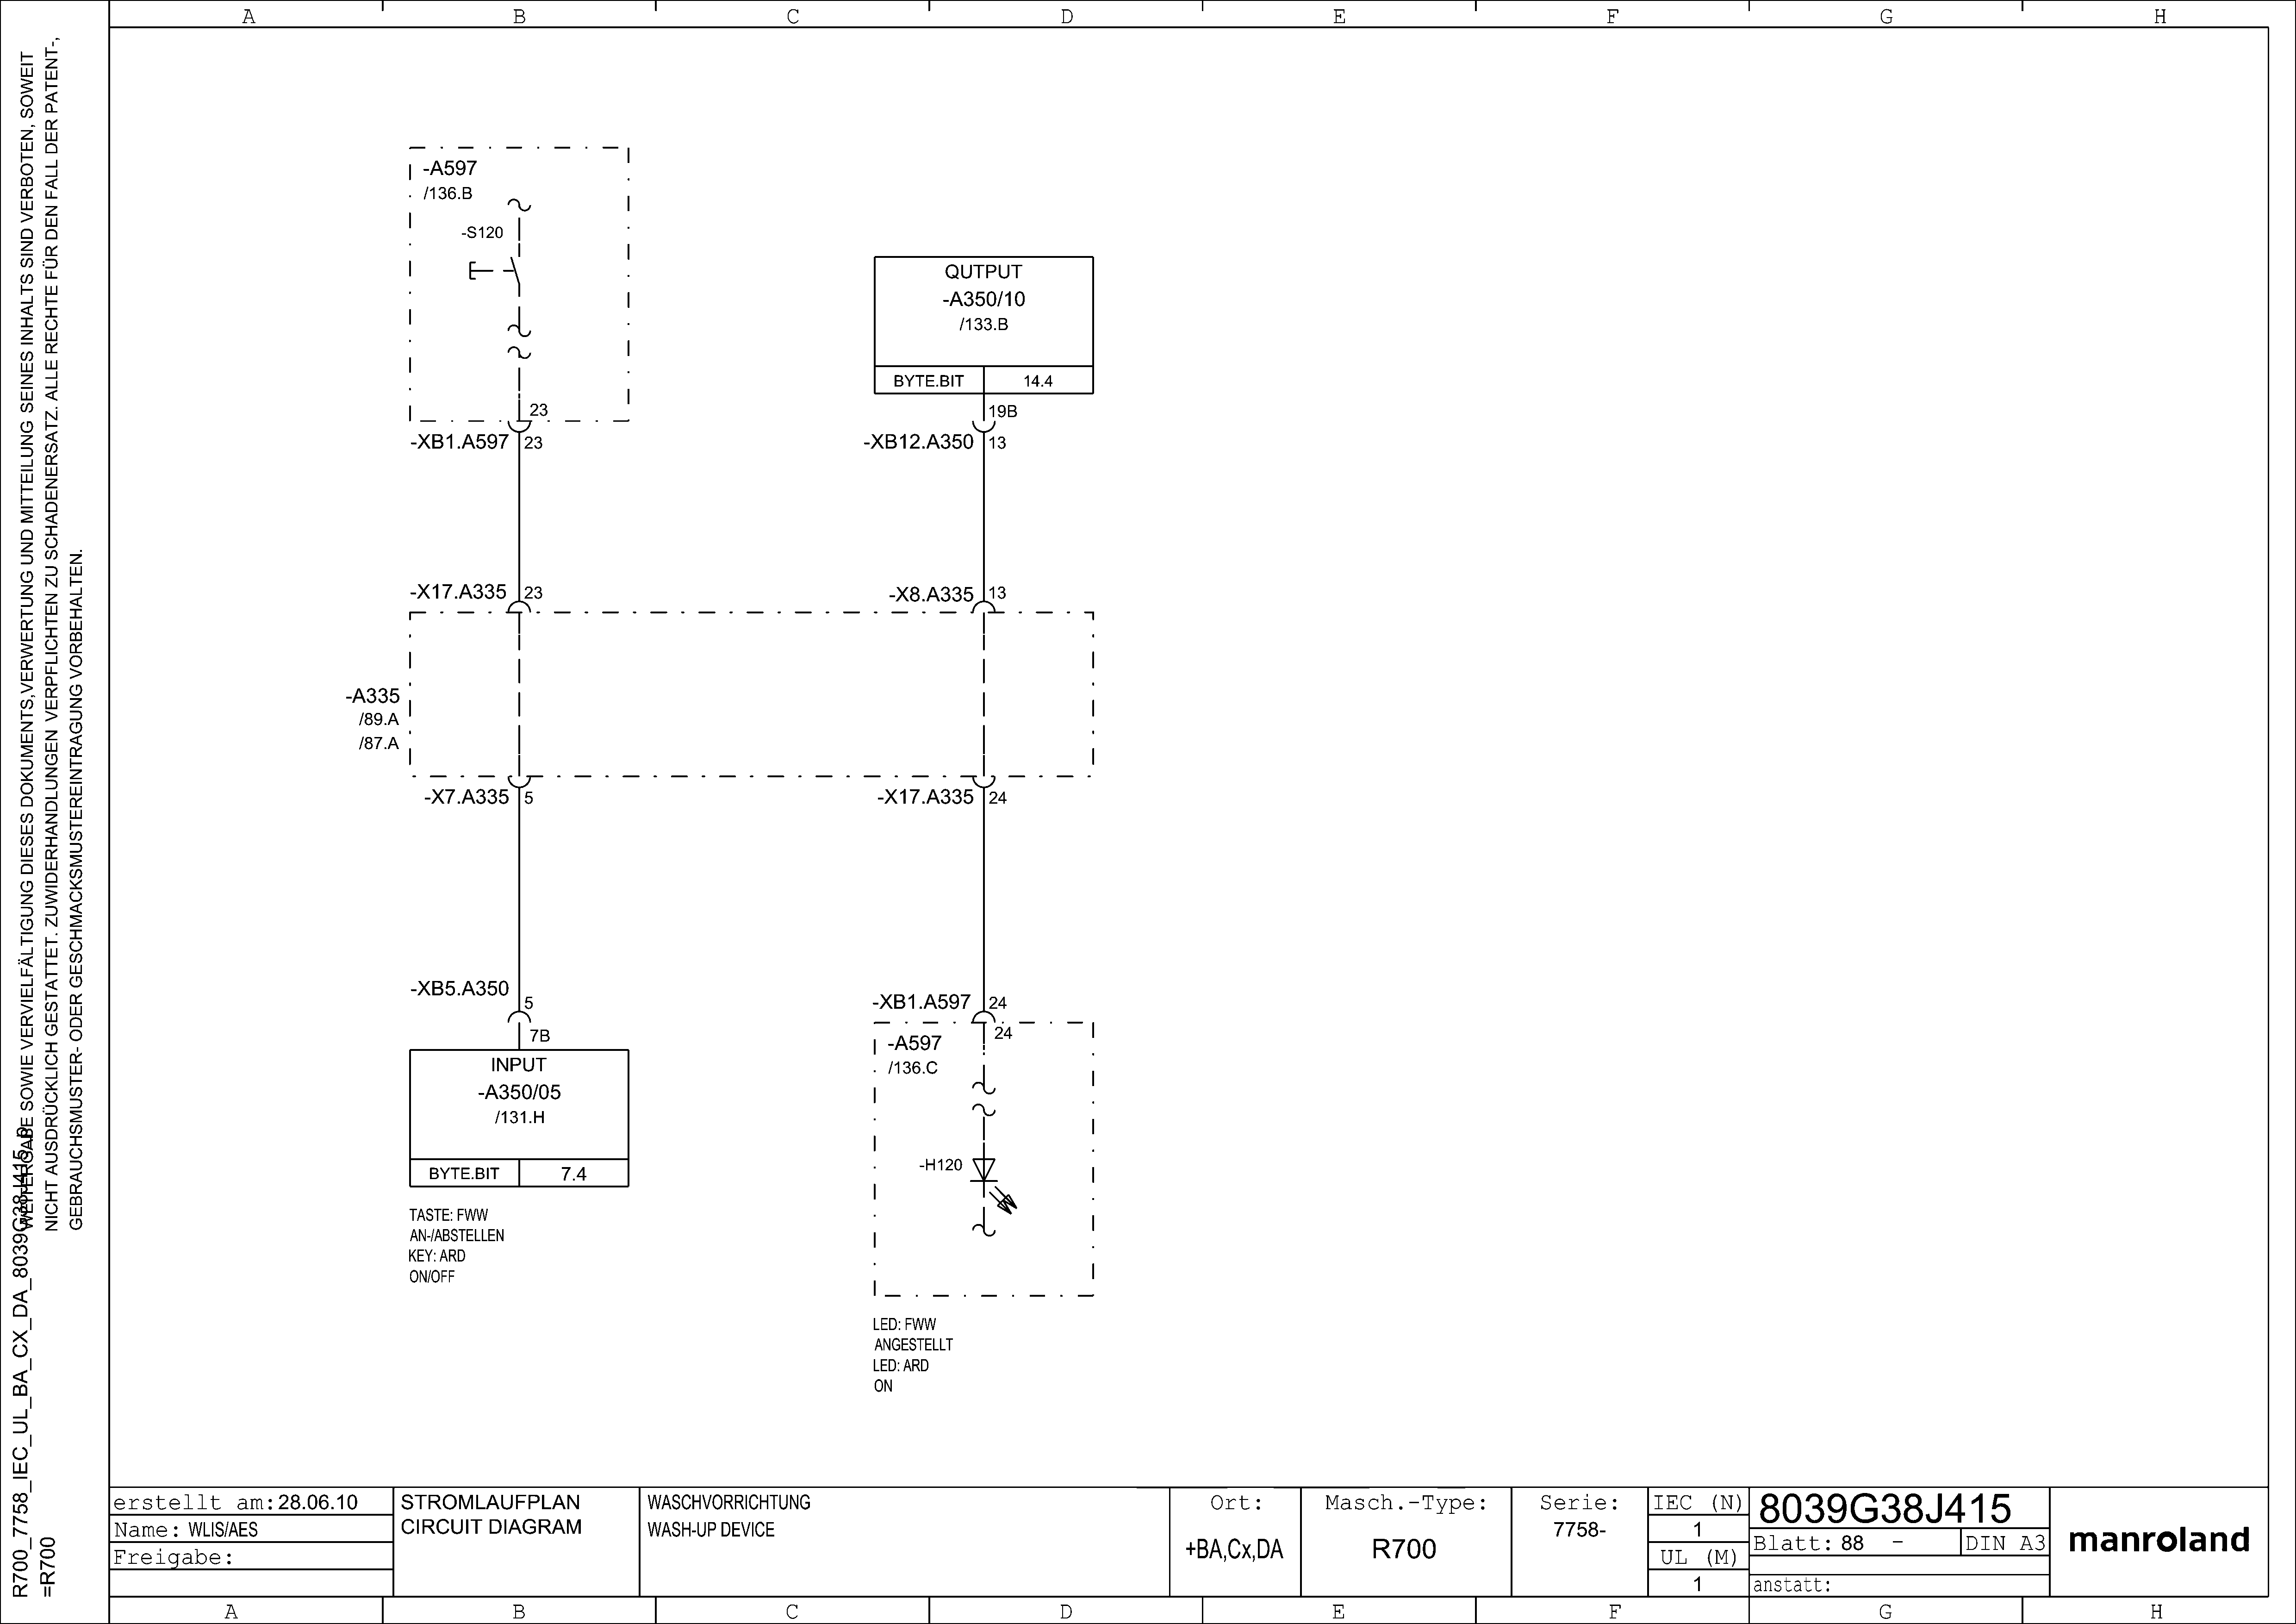 A B C D E F G H
WEITERGABE SOWIE VERVIELFÄLTIGUNG DIESES DOKUMENTS,VERWERTUNG UND MITTEILUNG SEINES INHALTS SIND VERBOTEN, SOWEIT
NICHT AUSDRÜCKLICH GESTATTET. ZUWIDERHANDLUNGEN VERPFLICHTEN ZU SCHADENERSATZ. ALLE RECHTE FÜR DEN FALL DER PATENT-,
GEBRAUCHSMUSTER- ODER GESCHMACKSMUSTEREINTRAGUNG VORBEHALTEN.
R700_7758_IEC_UL_BA_CX_DA_8039G38J415_p
=R700
-A597
/136.B
-S120
23
-XB1.A597 23
QUTPUT
-A350/10
/133.B
BYTE.BIT 14.4
19B
-XB12.A350 13
-X17.A335 23
-X8.A335 13
-A335
/89.A
/87.A
-X7.A335 5
-X17.A335 24
-XB5.A350
5
7B
INPUT
-A350/05
/131.H
BYTE.BIT 7.4
TASTE: FWW
AN-/ABSTELLEN
KEY: ARD
ON/OFF
-XB1.A597 24
24
-A597
/136.C
-H120
LED: FWW
ANGESTELLT
LED: ARD
ON
erstellt am: 28.06.10
Name: WLIS/AES
Freigabe:
STROMLAUFPLAN
CIRCUIT DIAGRAM
WASCHVORRICHTUNG
WASH-UP DEVICE
Ort:
+BA,Cx,DA
Masch.-Type:
R700
Serie:
7758-
IEC (N)
1
UL (M)
1
8039G38J415
Blatt: 88 - DIN A3
anstatt:
manroland
A B C D E F G H